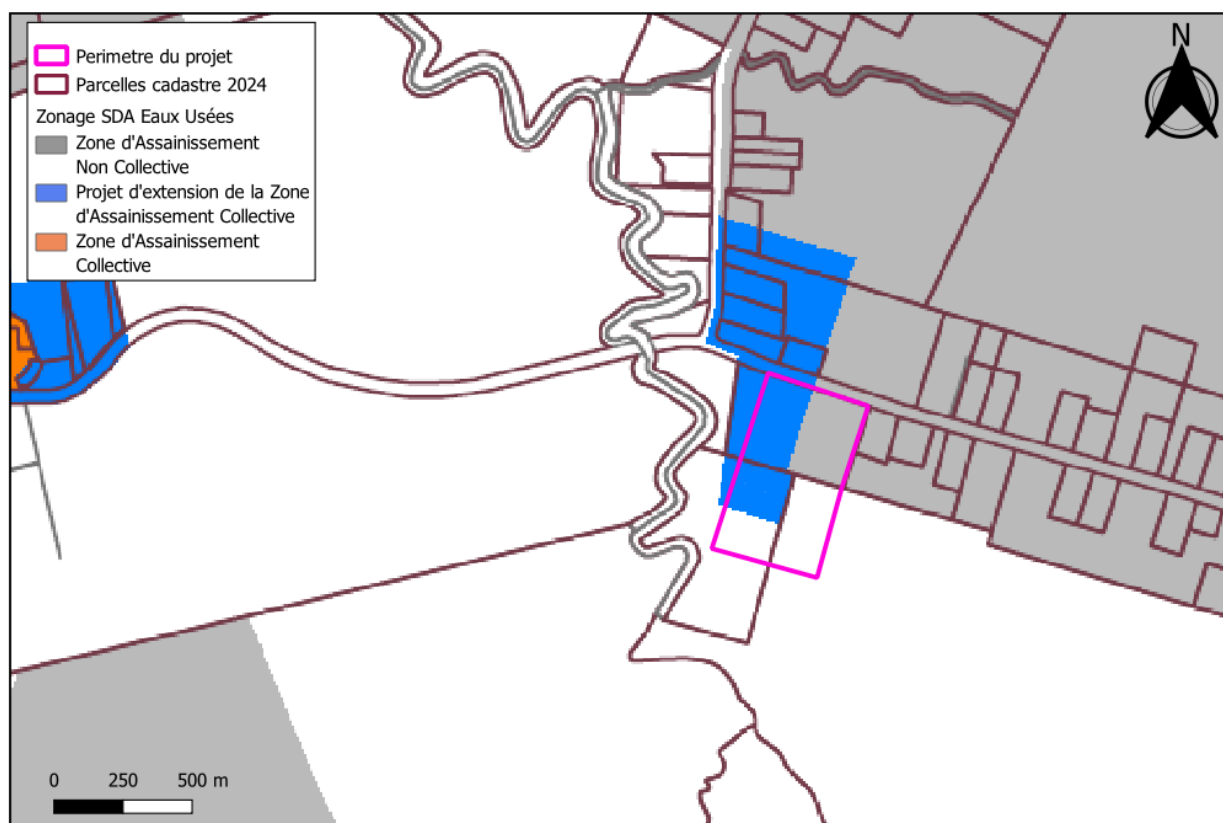 Perimetre du projet
Parcelles cadastre 2024
Zonage SDA Eaux Usées
Zone d'Assainissement
Non Collective
Projet d'extension de la Zone
d'Assainissement Collective
Zone d'Assainissement
Collective
N
0 250 500 m